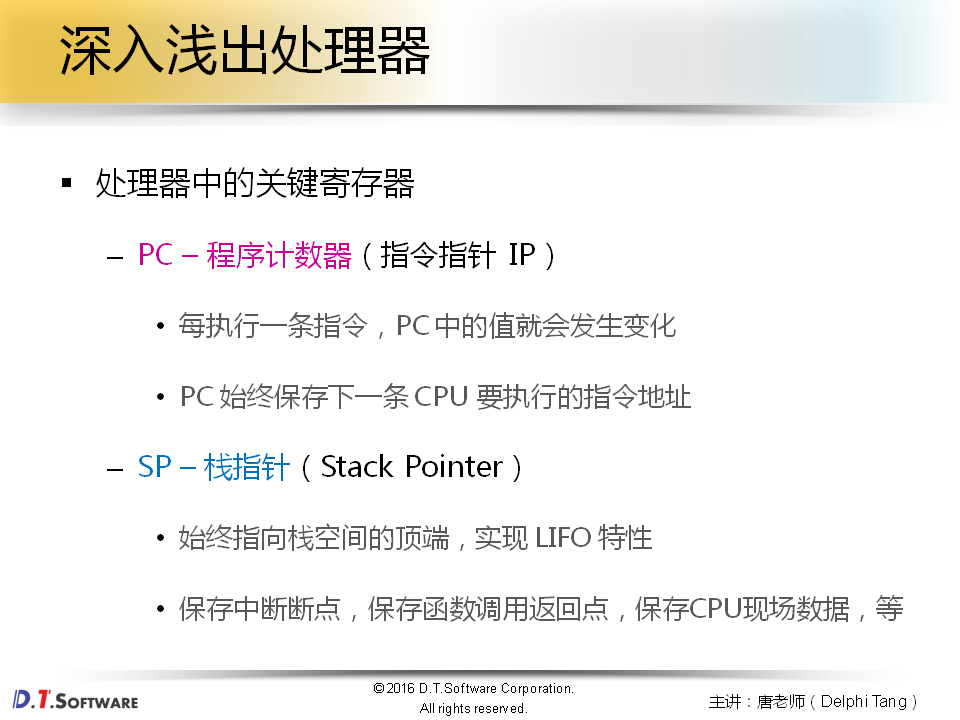 深入浅出处理器
▪ 处理器中的关键寄存器
– PC – 程序计数器（指令指针 IP）
• 每执行一条指令，PC 中的值就会发生变化
• PC 始终保存下一条 CPU 要执行的指令地址
– SP – 栈指针（Stack Pointer）
• 始终指向栈空间的顶端，实现 LIFO 特性
• 保存中断断点，保存函数调用返回点，保存CPU现场数据，等
D.T.SOFTWARE
©2016 D.T.Software Corporation.
All rights reserved.
主讲：唐老师（Delphi Tang）